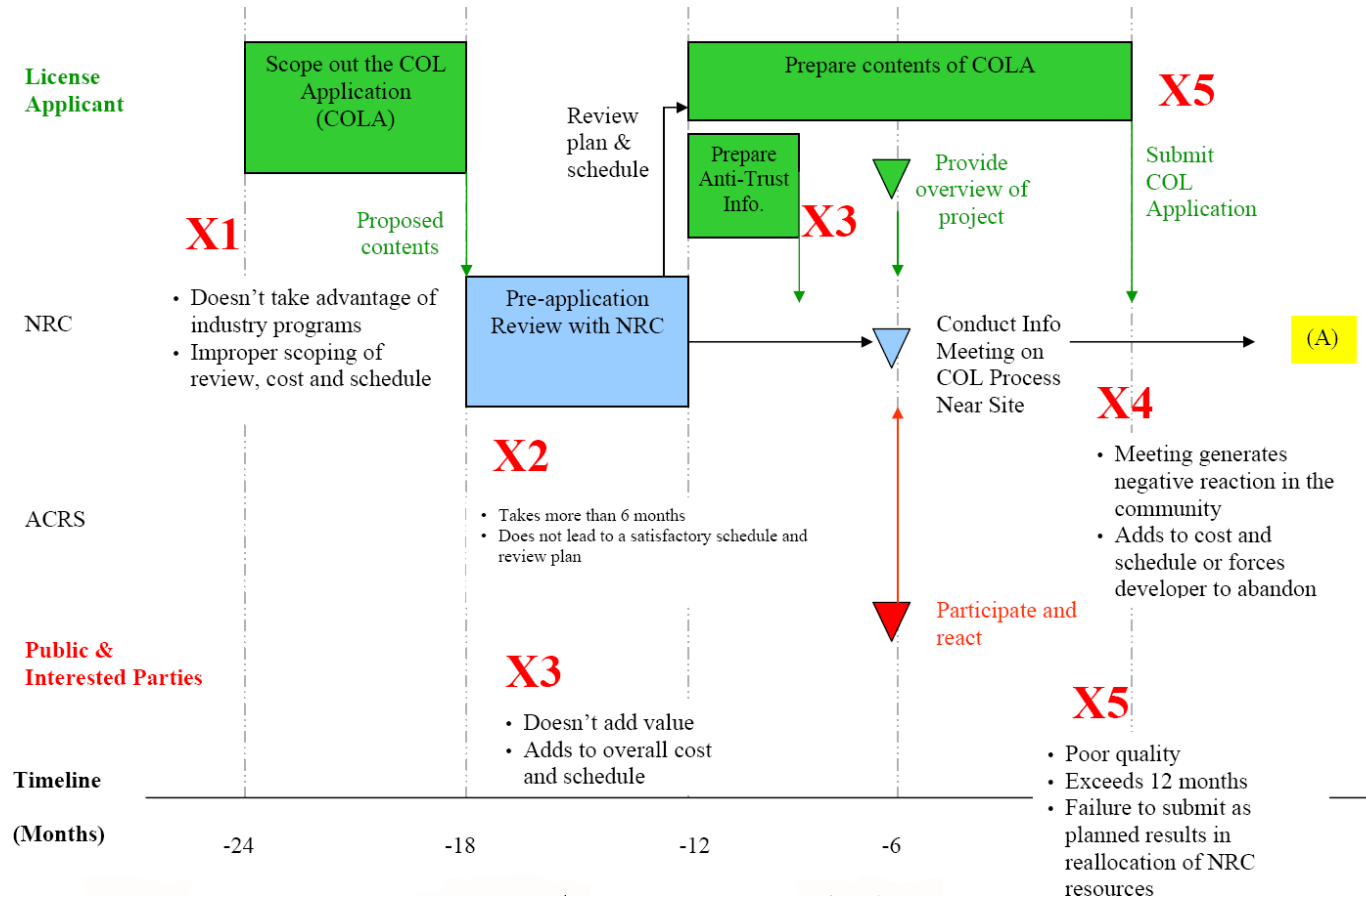 License
Applicant
Scope out the COL
Application
(COLA)
Prepare contents of COLA
X5
Review
plan &
schedule
Prepare
Anti-Trust
Info.
Provide
overview of
project
Submit
COL
Application
X1
Proposed
contents
X3
NRC
• Doesn't take advantage of
industry programs
• Improper scoping of
review, cost and schedule
Pre-application
Review with NRC
Conduct Info
Meeting on
COL Process
Near Site
(A)
X4
• Meeting generates
negative reaction in the
community
• Adds to cost and
schedule or forces
developer to abandon
X2
• Takes more than 6 months
• Does not lead to a satisfactory schedule and
review plan
ACRS
Participate and
react
Public &
Interested Parties
X3
• Doesn't add value
• Adds to overall cost
and schedule
X5
• Poor quality
• Exceeds 12 months
• Failure to submit as
planned results in
reallocation of NRC
resources
Timeline
(Months)
-24
-18
-12
-6